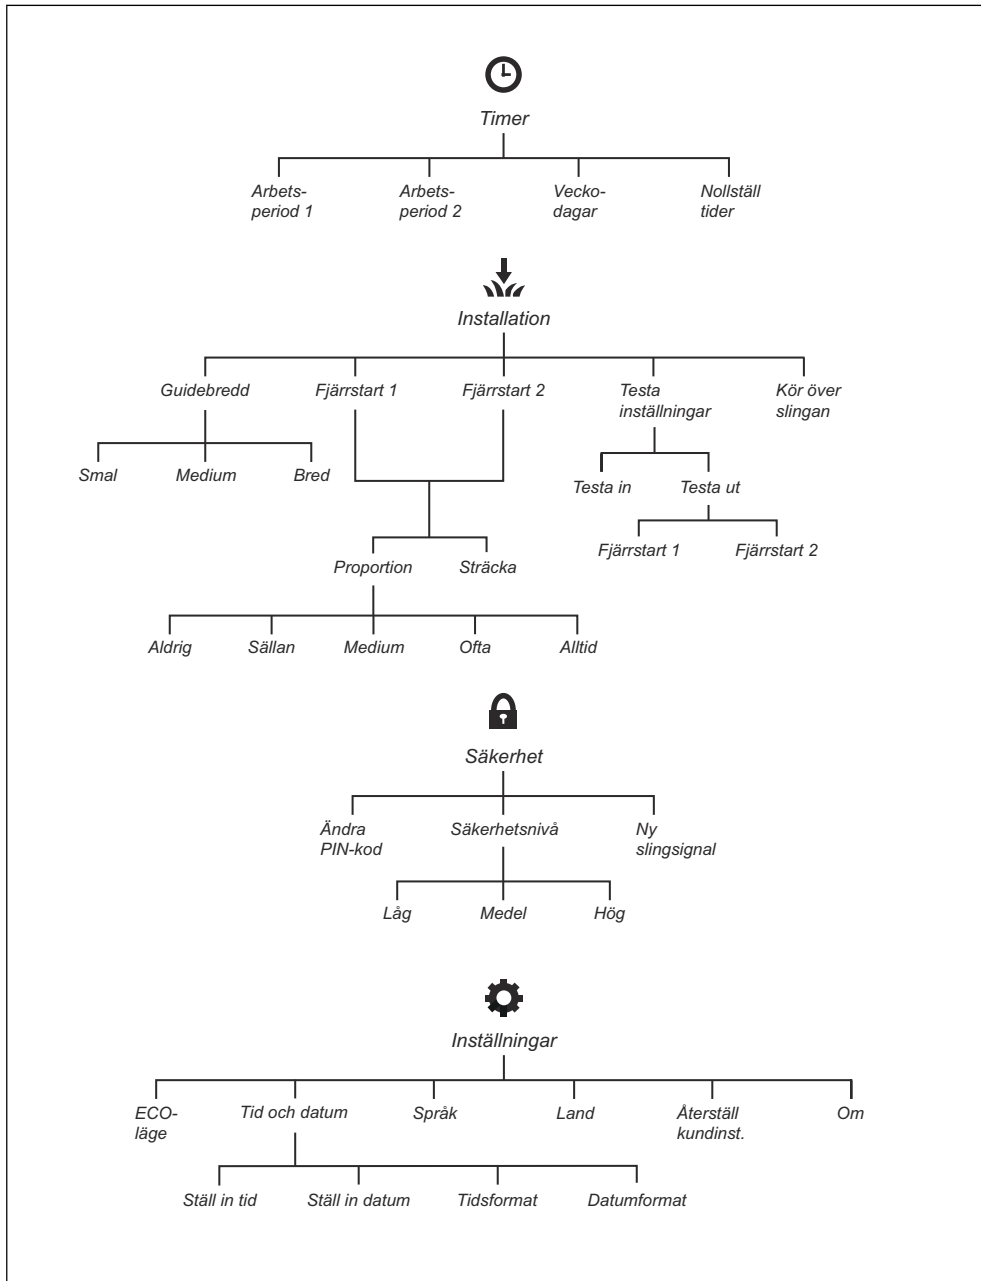 Timer
Arbets-
period 1
Arbets-
period 2
Vecko-
dagar
Nollställ
tider
Installation
Guidebredd
Fjärrstart 1
Fjärrstart 2
Testa
inställningar
Kör över
slingan
Smal
Medium
Bred
Testa in
Testa ut
Fjärrstart 1
Fjärrstart 2
Proportion
Sträcka
Aldrig
Sällan
Medium
Ofta
Alltid
Säkerhet
Ändra
PIN-kod
Säkerhetsnivå
Ny
slingsignal
Låg
Medel
Hög
Inställningar
ECO-
läge
Tid och datum
Språk
Land
Återställ
kundinst.
Om
Ställ in tid
Ställ in datum
Tidsformat
Datumformat